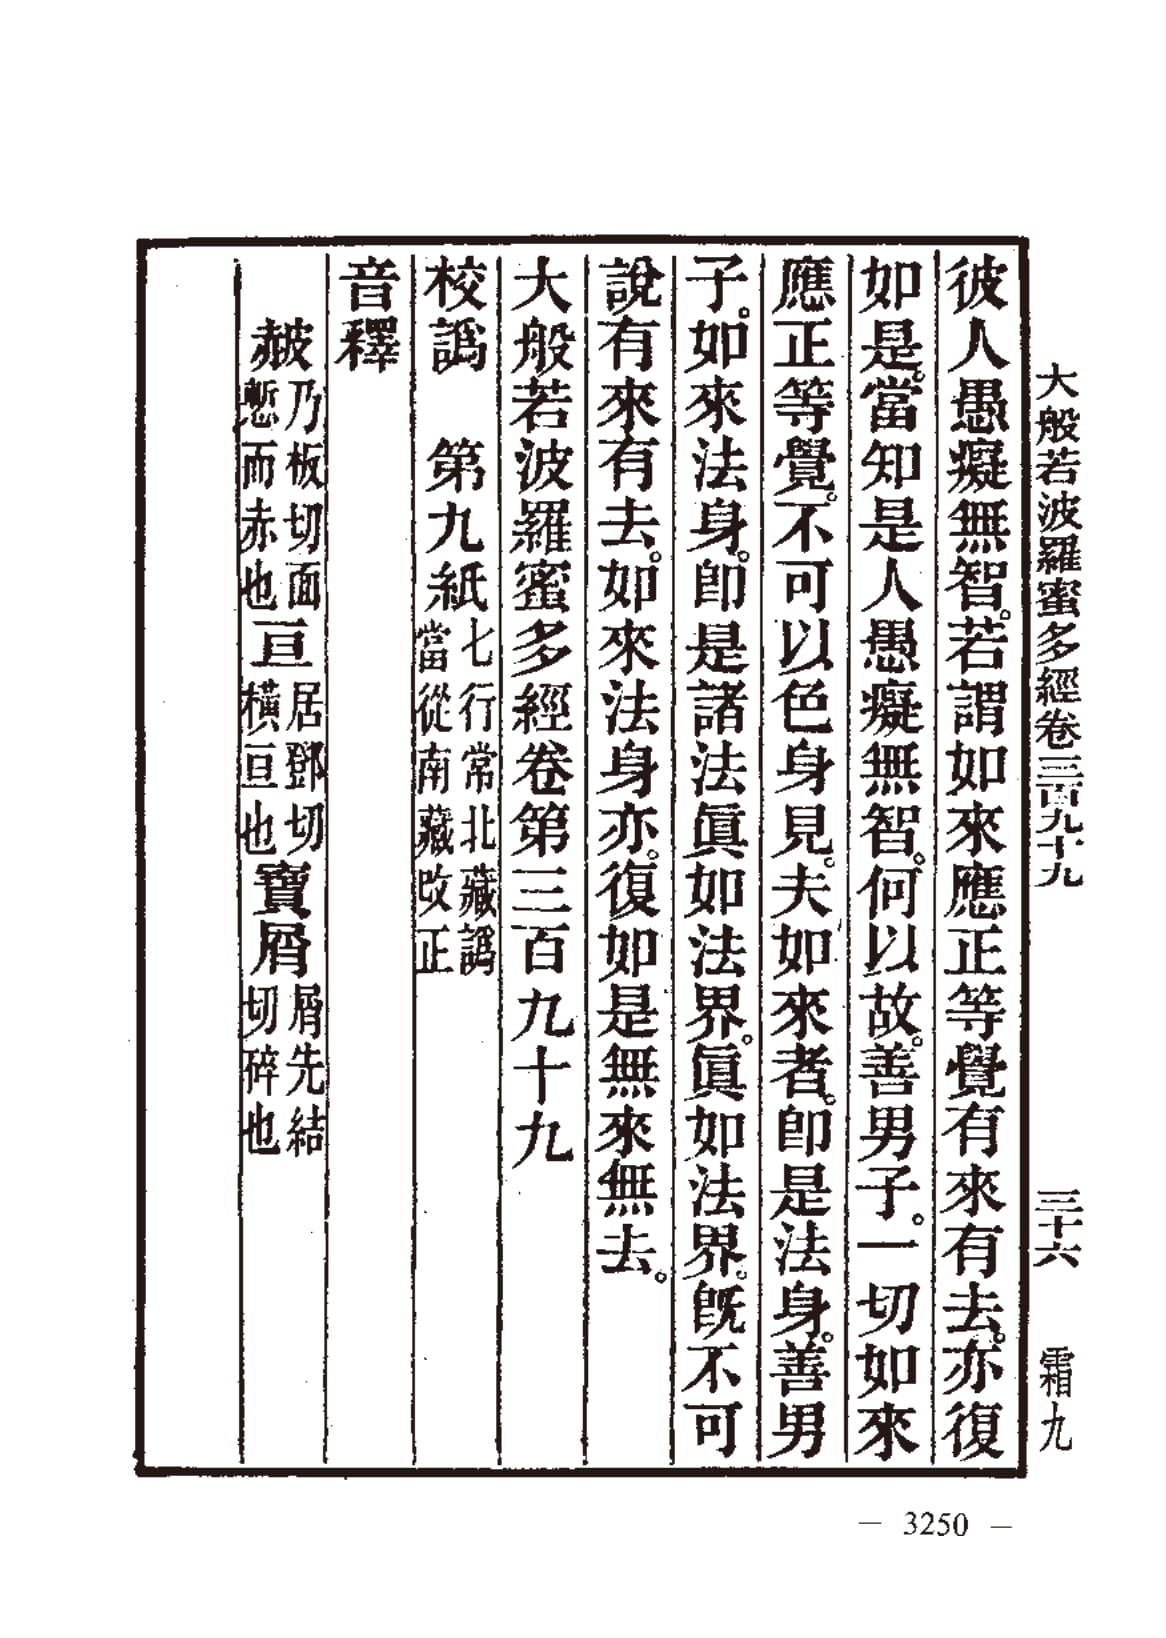 大般若波羅蜜多經卷三百九十九 三十六 霜九
彼人愚癡無智。若謂如來應正等覺有來有去。亦復
如是。當知是人愚癡無智。何以故。善男子。一切如來
應正等覺。不可以色身見。夫如來者。卽是法身。善男
子。如來法身。卽是諸法眞如法界。眞如法界。旣不可
說有來有去。如來法身亦。復如是無來無去。
大般若波羅蜜多經卷第三百九十九
校譌 第九紙 七行常北藏譌
當從南藏改正
音釋
赧 乃板切面
慙而赤也
亘 居鄧切
橫亘也
寶屑 屑先結
切碎也
— 3250 —